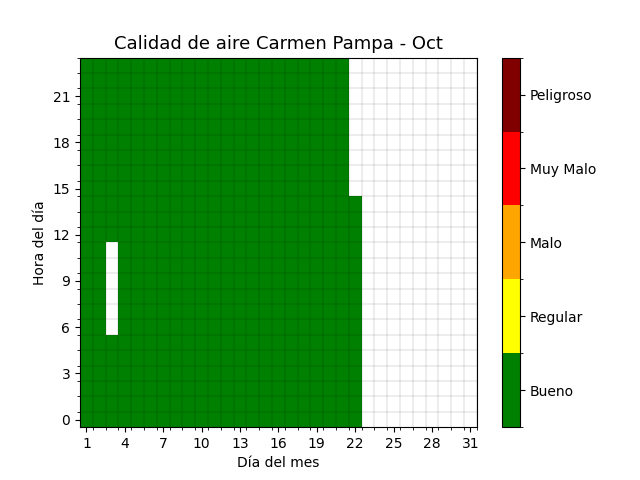 Calidad de aire Carmen Pampa - Oct
Hora del día
21
18
15
12
9
6
3
0
1 4 7 10 13 16 19 22 25 28 31
Día del mes
Peligroso
Muy Malo
Malo
Regular
Bueno